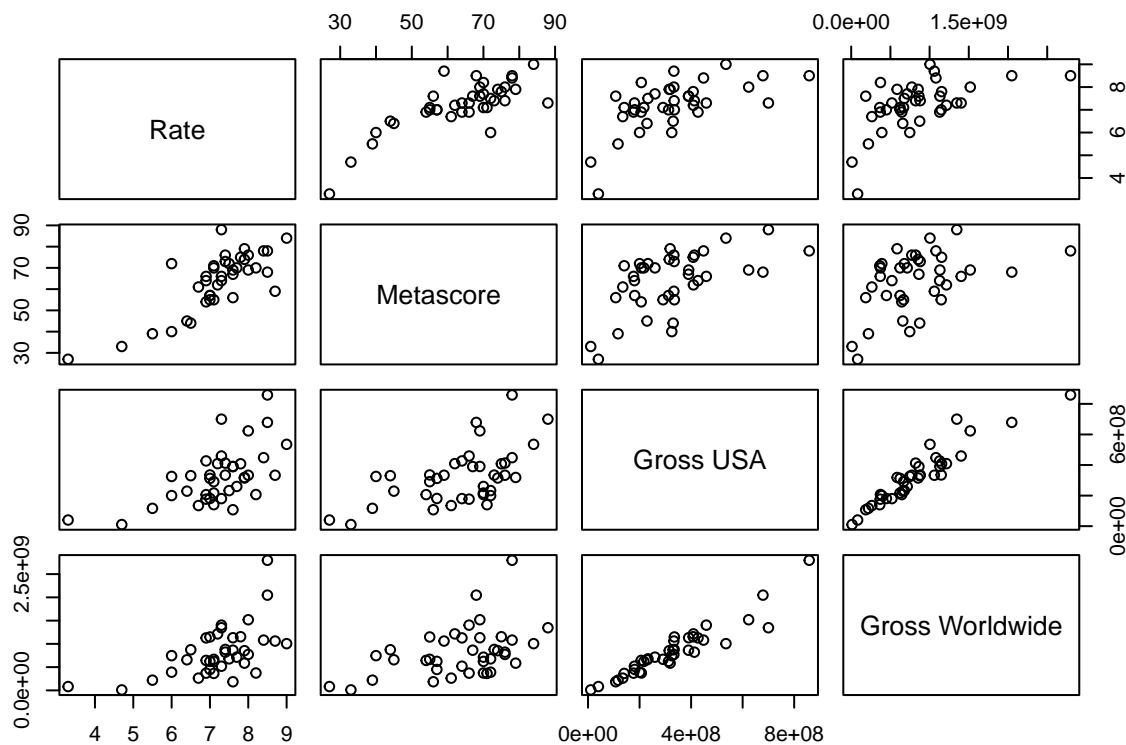 30 50 70 90 0.0e+00 1.5e+09
Rate
4 6 8
30 50 70 90
Metascore
Gross USA
0e+00 6e+08
0.0e+00 2.5e+09
Gross Worldwide
4 5 6 7 8 9 0e+00 4e+08 8e+08